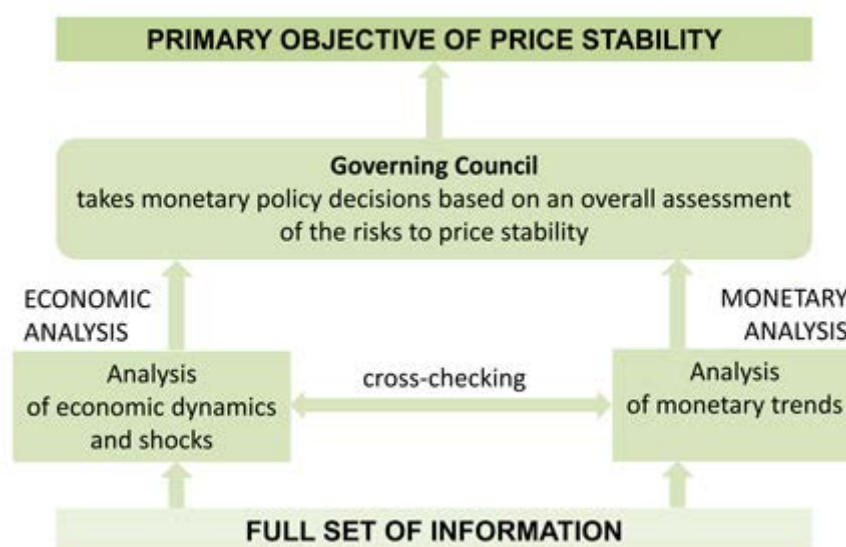 PRIMARY OBJECTIVE OF PRICE STABILITY
Governing Council
takes monetary policy decisions based on an overall assessment
of the risks to price stability
ECONOMIC
ANALYSIS
MONETARY
ANALYSIS
Analysis
of economic dynamics
and shocks
cross-checking
Analysis
of monetary trends
FULL SET OF INFORMATION